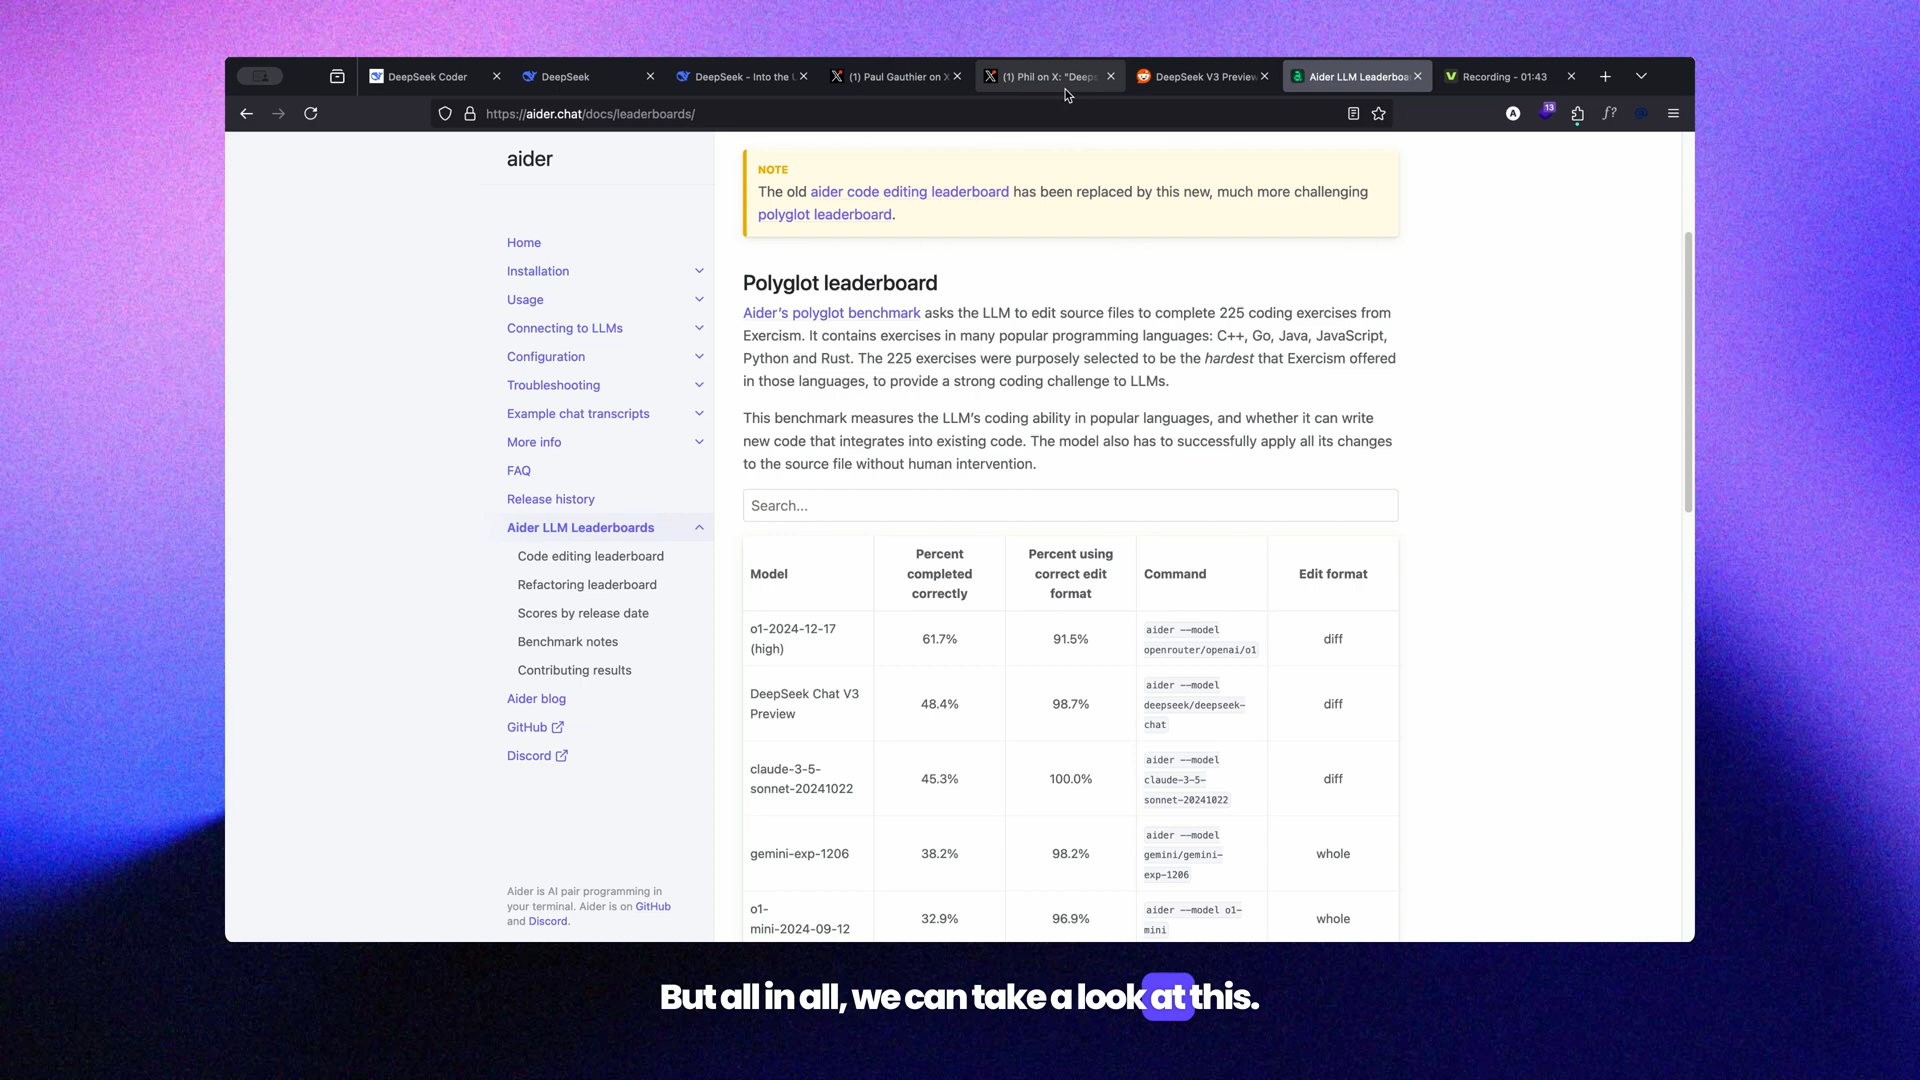 DeepSeek Coder
DeepSeek
DeepSeek - Into the U
(1) Paul Gauthier on X
(1) Phil on X: "Deeps
DeepSeek V3 Preview
Aider LLM Leaderboa
Recording - 01:43
https://aider.chat/docs/leaderboards/
A
13
f?
aider
Home
Installation
Usage
Connecting to LLMs
Configuration
Troubleshooting
Example chat transcripts
More info
FAQ
Release history
Aider LLM Leaderboards
Code editing leaderboard
Refactoring leaderboard
Scores by release date
Benchmark notes
Contributing results
Aider blog
GitHub
Discord
Aider is AI pair programming in
your terminal. Aider is on GitHub
and Discord.
NOTE
The old aider code editing leaderboard has been replaced by this new, much more challenging
polyglot leaderboard.
Polyglot leaderboard
Aider's polyglot benchmark asks the LLM to edit source files to complete 225 coding exercises from
Exercism. It contains exercises in many popular programming languages: C++, Go, Java, JavaScript,
Python and Rust. The 225 exercises were purposely selected to be the hardest that Exercism offered
in those languages, to provide a strong coding challenge to LLMs.
This benchmark measures the LLM's coding ability in popular languages, and whether it can write
new code that integrates into existing code. The model also has to successfully apply all its changes
to the source file without human intervention.
Search...
Model
Percent
completed
correctly
Percent using
correct edit
format
Command
Edit format
o1-2024-12-17
(high)
61.7%
91.5%
aider --model
openrouter/openai/o1
diff
DeepSeek Chat V3
Preview
48.4%
98.7%
aider --model
deepseek/deepseek-
chat
diff
claude-3-5-
sonnet-20241022
45.3%
100.0%
aider --model
claude-3-5-
sonnet-20241022
diff
gemini-exp-1206
38.2%
98.2%
aider --model
gemini/gemini-
exp-1206
whole
o1-
mini-2024-09-12
32.9%
96.9%
aider --model o1-
mini
whole
But all in all, we can take a look at this.